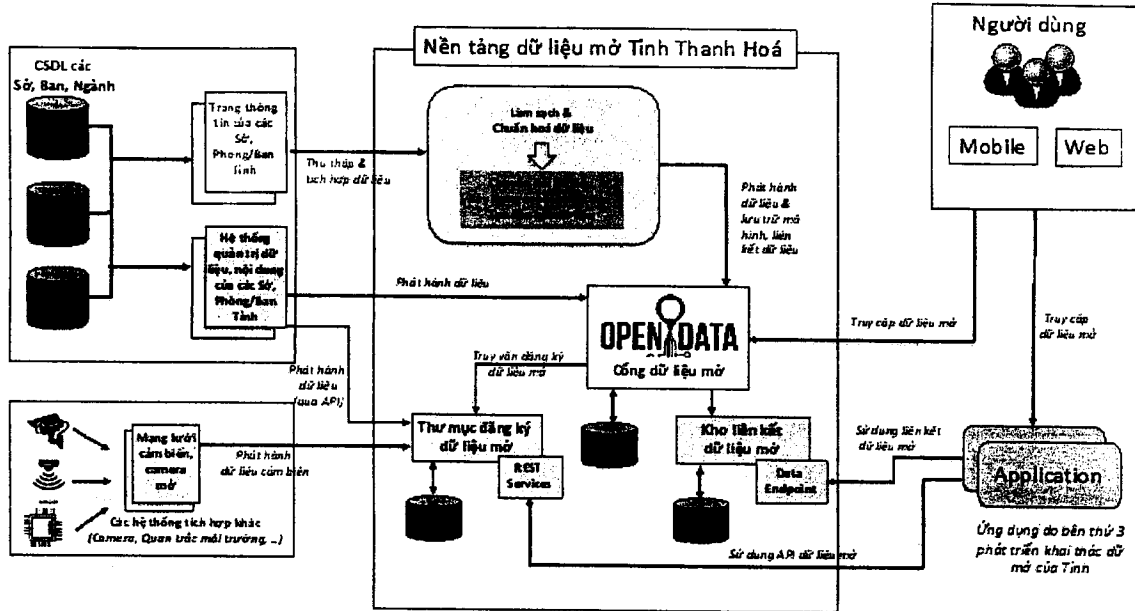 Nền tảng dữ liệu mở Tỉnh Thanh Hoá
Người dùng
Mobile
Web
CSDL các
Sở, Ban, Ngành
Trang thông
tin của các
Sở,
Phòng/Ban
Tỉnh
Thu thập &
tích hợp dữ liệu
Làm sạch &
Chuẩn hoá dữ liệu
Phát hành
dữ liệu &
lưu trữ mô
hình, liên
kết dữ liệu
Hệ thống
quản trị dữ
liệu, nội dung
của các Sở,
Phòng/Ban
Tỉnh
Phát hành dữ liệu
OPEN DATA
Cổng dữ liệu mở
Truy cập dữ liệu mở
Truy cập
dữ liệu mở
Phát hành
dữ liệu
(qua API)
Truy vấn đăng ký
dữ liệu mở
Thư mục đăng ký
dữ liệu mở
REST
Services
Kho liên kết
dữ liệu mở
Data
Endpoint
Sử dụng liên kết
dữ liệu mở
Application
Mạng lưới
cảm biến,
camera
mở
Phát hành
dữ liệu cảm biến
Các hệ thống tích hợp khác
(Camera, Quan trắc môi trường, ...)
Sử dụng API dữ liệu mở
Ứng dụng do bên thứ 3
phát triển khai thác dữ
mở của Tỉnh